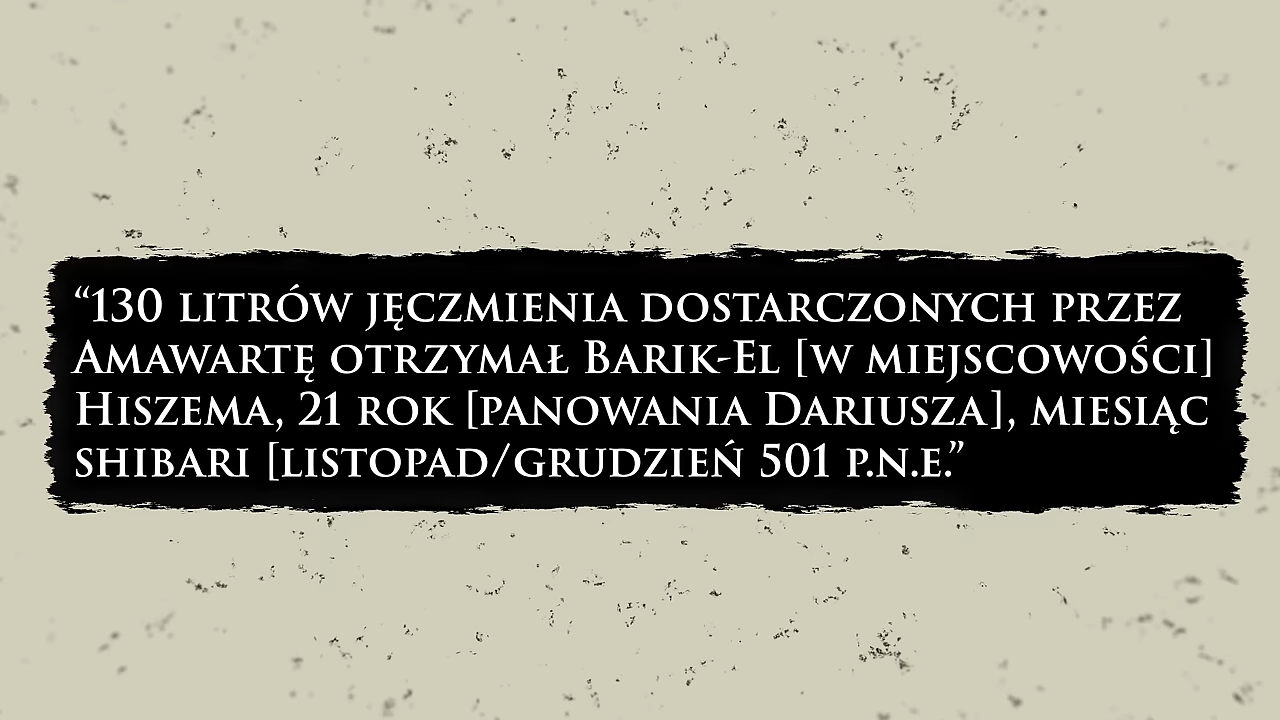 “130 litrów jęczmienia dostarczonych przez
Amawartę otrzymał Barik-El [w miejscowości]
Hiszema, 21 rok [panowania Dariusza], miesiąc
shibari [listopad/grudzień 501 p.n.e.”